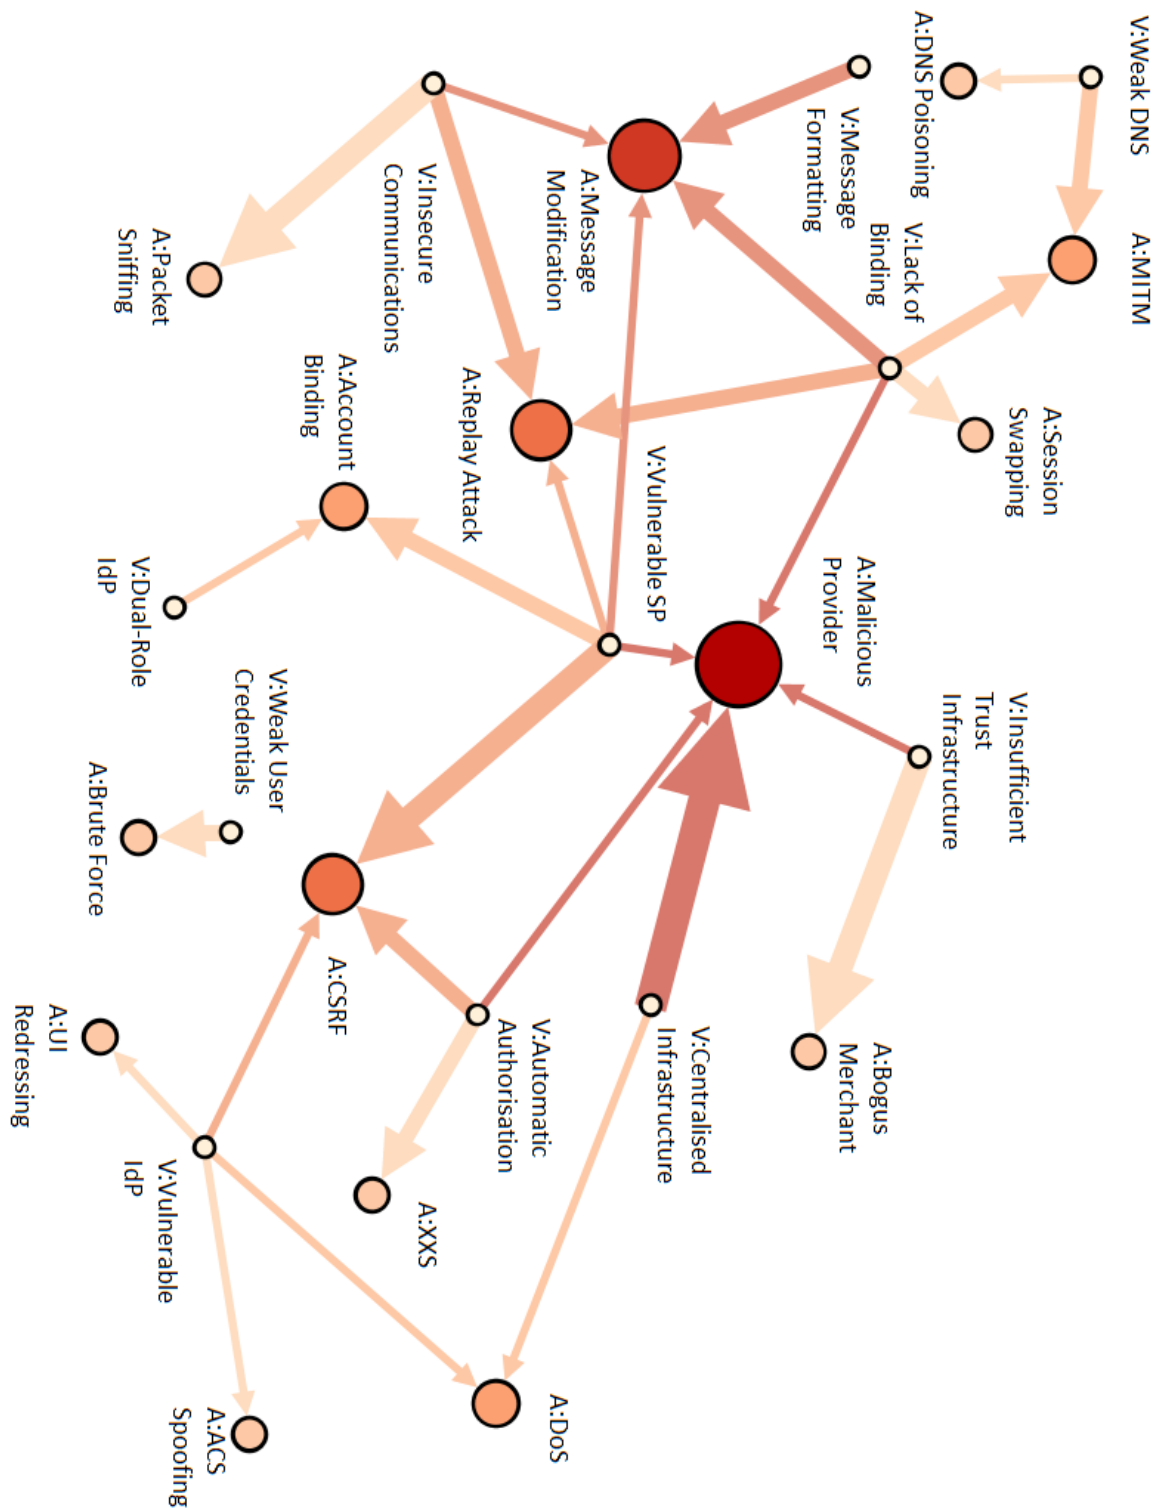 V:Weak DNS
A:MITM
A:DNS Poisoning
V:Message
Formatting
V:Lack of
Binding
A:Session
Swapping
A:Message
Modification
V:Insecure
Communications
A:Packet
Sniffing
A:Replay Attack
V:Vulnerable SP
A:Malicious
Provider
V:Insufficient
Trust
Infrastructure
A:Account
Binding
V:Dual-Role
IdP
V:Weak User
Credentials
A:Brute Force
A:CSRF
V:Automatic
Authorisation
V:Centralised
Infrastructure
A:Bogus
Merchant
A:UI
Redressing
V:Vulnerable
IdP
A:XXS
A:DoS
A:ACS
Spoofing